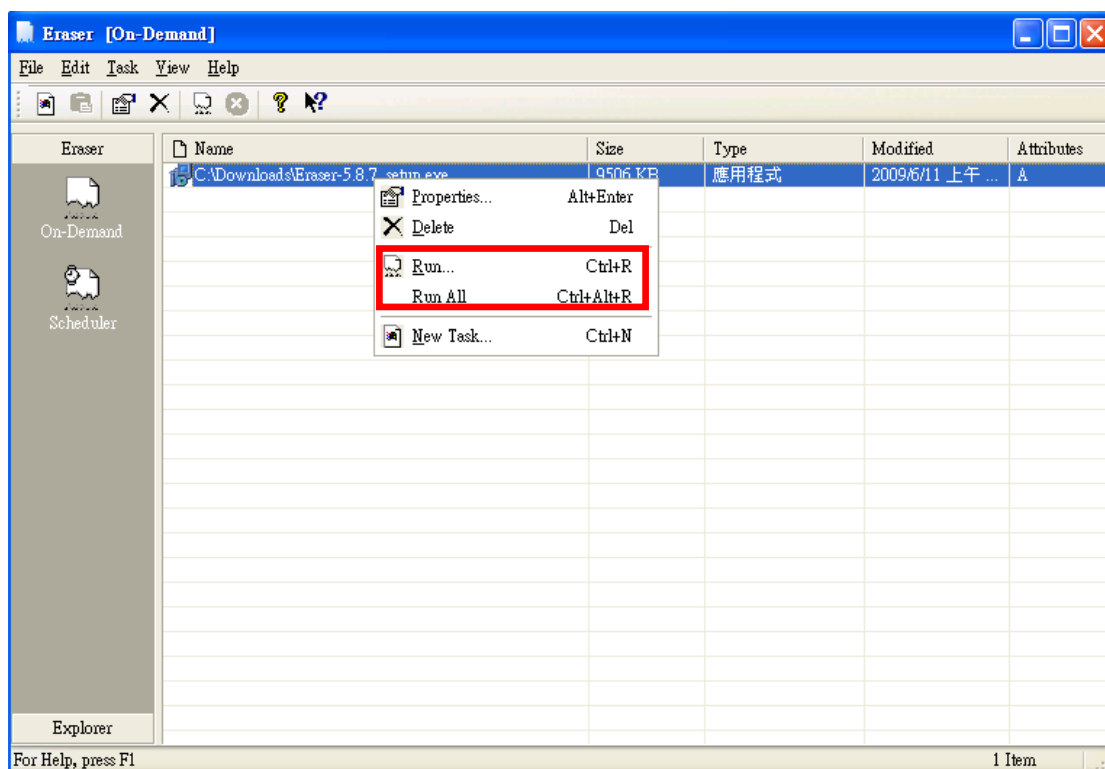 Eraser [On-Demand]
File Edit Task View Help
Eraser
Name Size Type Modified Attributes
C:\Downloads\Eraser-5.8.7_setup.exe 9506 KB 應用程式 2009/6/11 上午 ... A
Properties... Alt+Enter
Delete Del
Run... Ctrl+R
Run All Ctrl+Alt+R
New Task... Ctrl+N
On-Demand
Scheduler
Explorer
For Help, press F1 1 Item